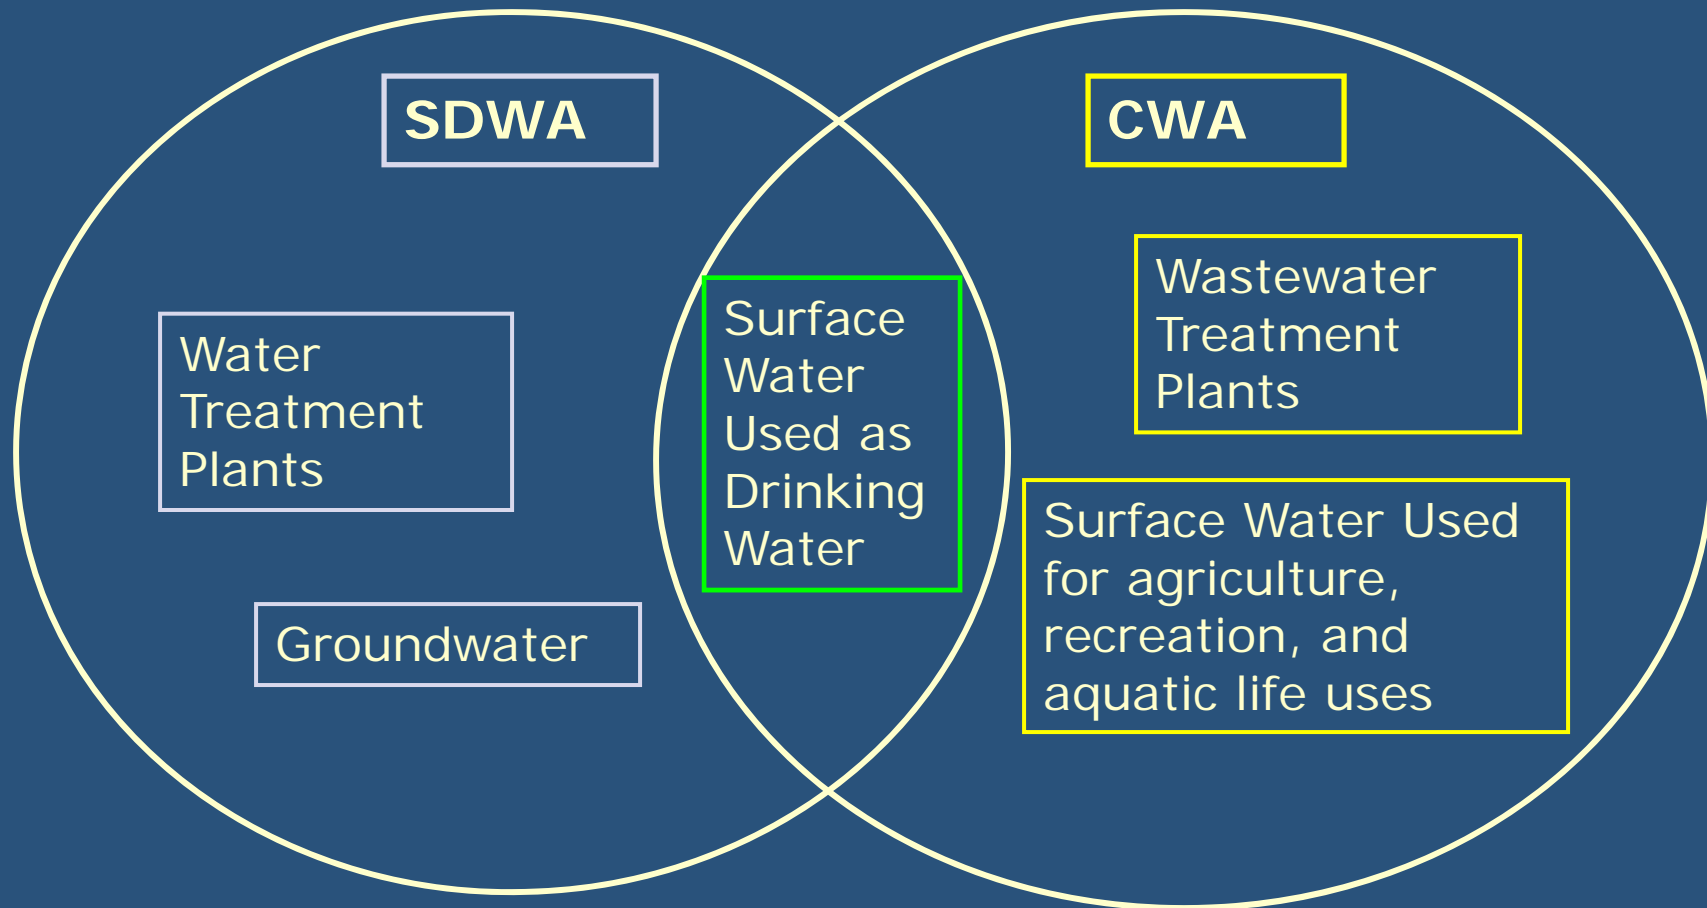 SDWA
CWA
Water
Treatment
Plants
Groundwater
Surface
Water
Used as
Drinking
Water
Wastewater
Treatment
Plants
Surface Water Used
for agriculture,
recreation, and
aquatic life uses